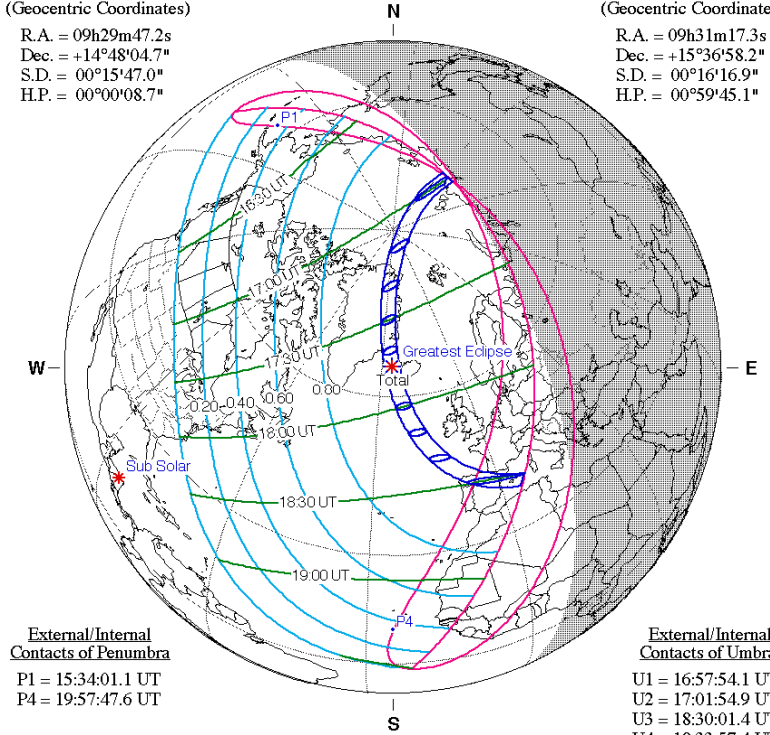 (Geocentric Coordinates)
R.A. = 09h29m47.2s
Dec. = +14°48'04.7"
S.D. = 00°15'47.0"
H.P. = 00°00'08.7"
(Geocentric Coordinate
R.A. = 09h31m17.3s
Dec. = +15°36'58.2"
S.D. = 00°16'16.9"
H.P. = 00°59'45.1"
N
P1
16:30 UT
17:00 UT
17:30 UT
Greatest Eclipse
W
E
Total
0.20 0.40 0.60 0.80
18:00 UT
Sub Solar
18:30 UT
19:00 UT
P4
S
External/Internal
Contacts of Penumbra
P1 = 15:34:01.1 UT
P4 = 19:57:47.6 UT
External/Internal
Contacts of Umbra
U1 = 16:57:54.1 UT
U2 = 17:01:54.9 UT
U3 = 18:30:01.4 UT